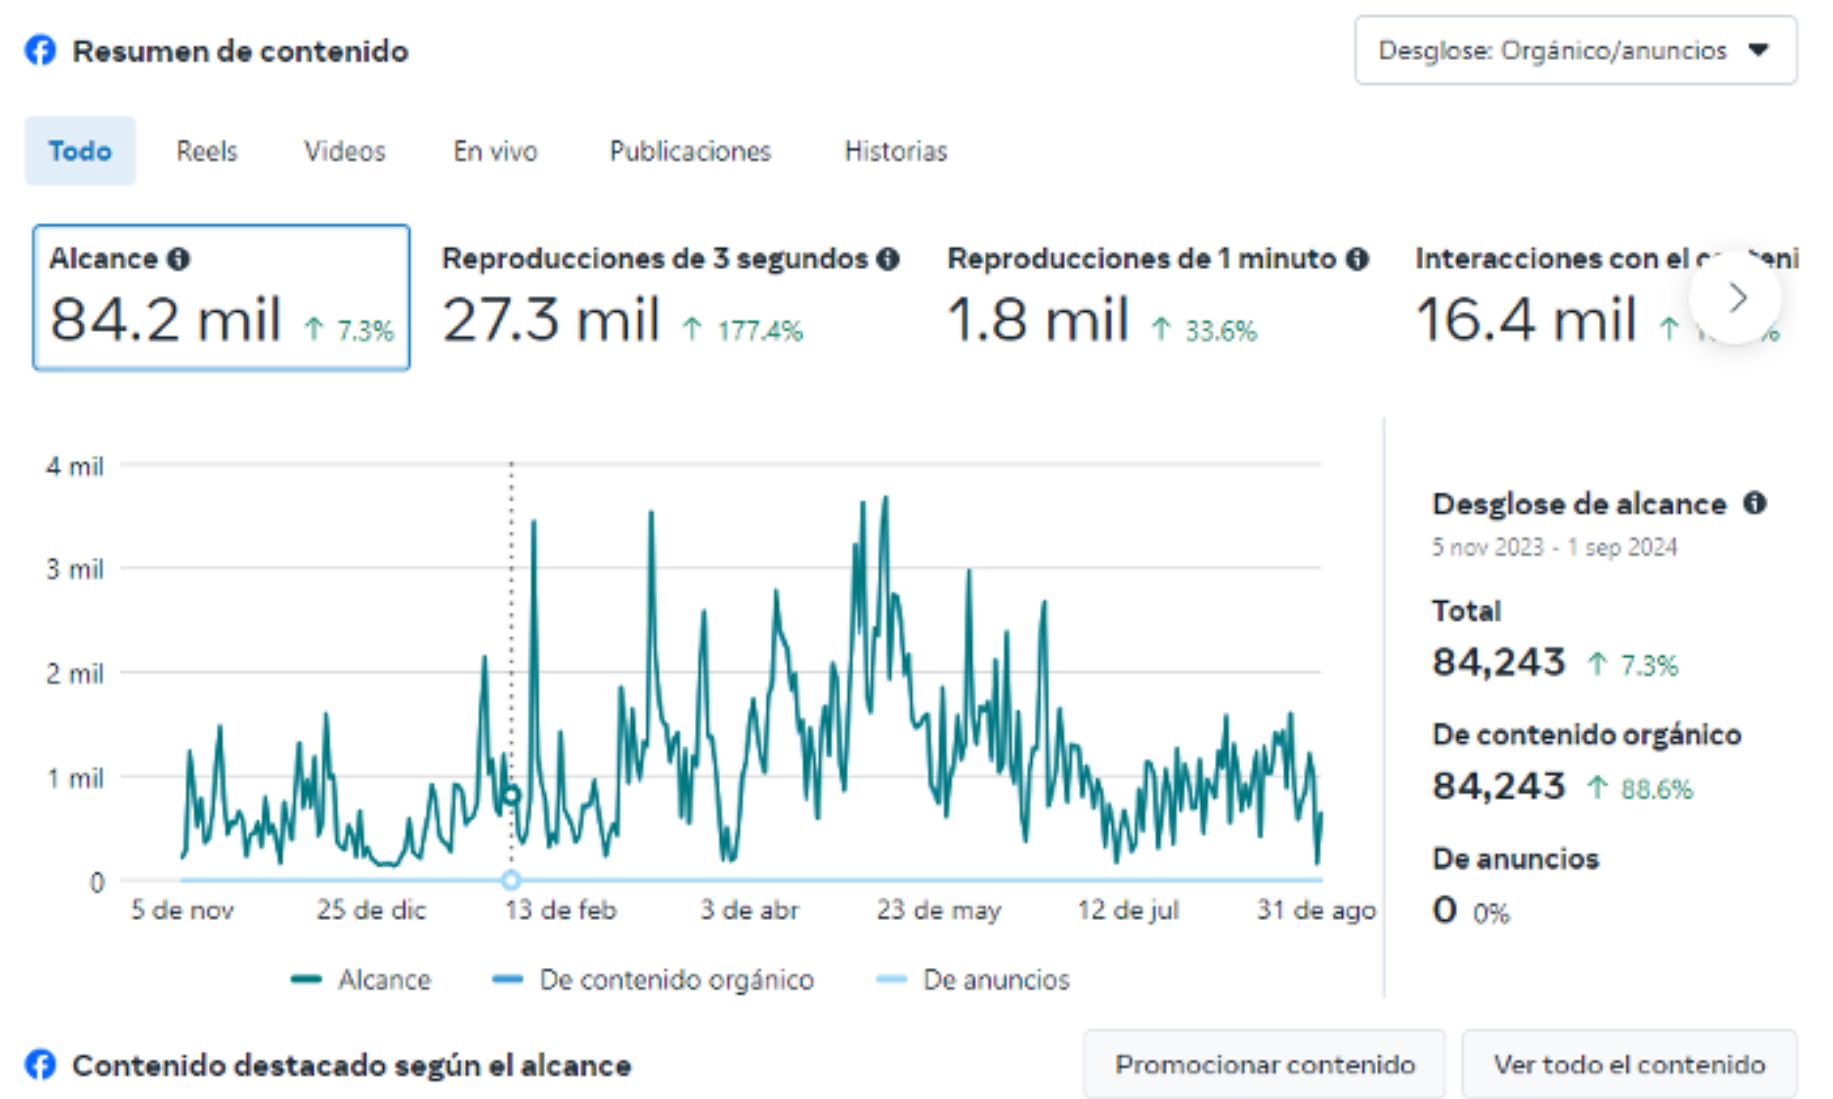 Resumen de contenido
Desglose: Orgánico/anuncios
Todo Reels Videos En vivo Publicaciones Historias
Alcance Reproducciones de 3 segundos Reproducciones de 1 minuto Interacciones con el
84.2 mil ↑ 7.3% 27.3 mil ↑ 177.4% 1.8 mil ↑ 33.6% 16.4 mil ↑
4 mil
3 mil
2 mil
1 mil
0
5 de nov 25 de dic 13 de feb 3 de abr 23 de may 12 de jul 31 de ago
Alcance De contenido orgánico De anuncios
Desglose de alcance
5 nov 2023 - 1 sep 2024
Total
84,243 ↑ 7.3%
De contenido orgánico
84,243 ↑ 88.6%
De anuncios
0 0%
Contenido destacado según el alcance
Promocionar contenido
Ver todo el contenido